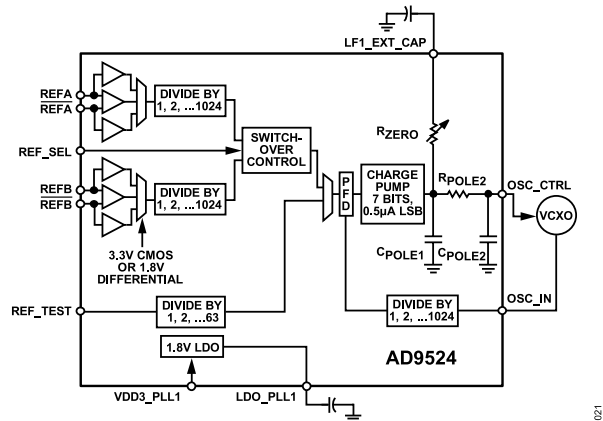 LF1_EXT_CAP
REFA
REFA
DIVIDE BY
1, 2, ...1024
REF_SEL
SWITCH-
OVER
CONTROL
RZERO
REFB
REFB
DIVIDE BY
1, 2, ...1024
PFD
CHARGE
PUMP
7 BITS,
0.5µA LSB
RPOLE2
OSC_CTRL
VCXO
3.3V CMOS
OR 1.8V
DIFFERENTIAL
CPOLE1
CPOLE2
REF_TEST
DIVIDE BY
1, 2, ...63
DIVIDE BY
1, 2, ...1024
OSC_IN
1.8V LDO
AD9524
VDD3_PLL1
LDO_PLL1
021